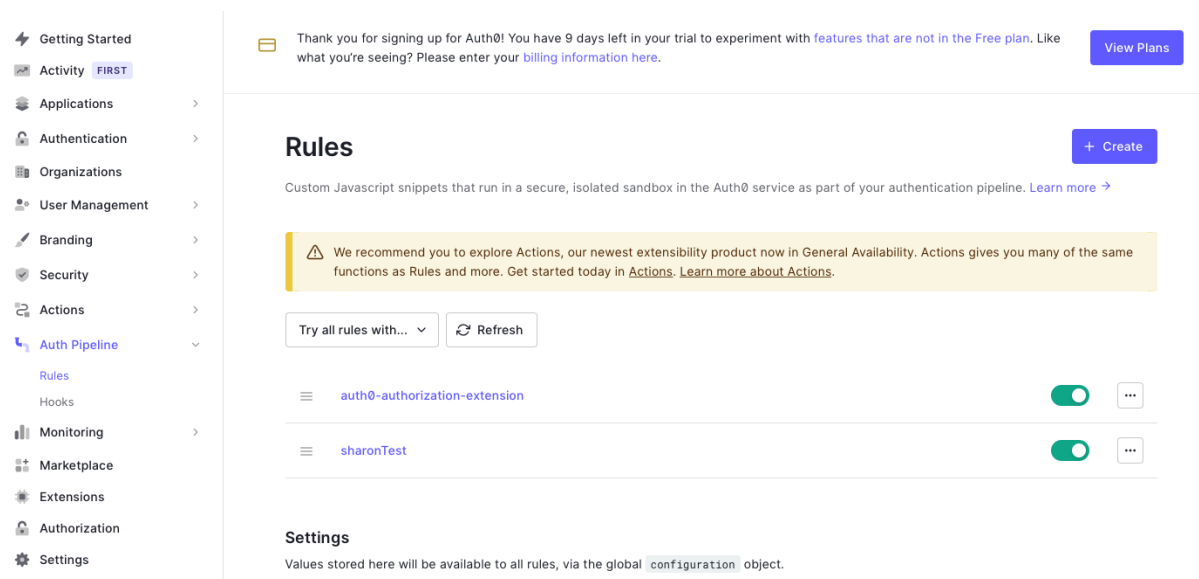 Getting Started
Activity FIRST
Applications
Authentication
Organizations
User Management
Branding
Security
Actions
Auth Pipeline
Rules
Hooks
Monitoring
Marketplace
Extensions
Authorization
Settings
Thank you for signing up for Auth0! You have 9 days left in your trial to experiment with features that are not in the Free plan. Like
what you're seeing? Please enter your billing information here.
View Plans
Rules
+ Create
Custom Javascript snippets that run in a secure, isolated sandbox in the Auth0 service as part of your authentication pipeline. Learn more →
We recommend you to explore Actions, our newest extensibility product now in General Availability. Actions gives you many of the same
functions as Rules and more. Get started today in Actions. Learn more about Actions.
Try all rules with...
Refresh
auth0-authorization-extension
sharonTest
Settings
Values stored here will be available to all rules, via the global configuration object.